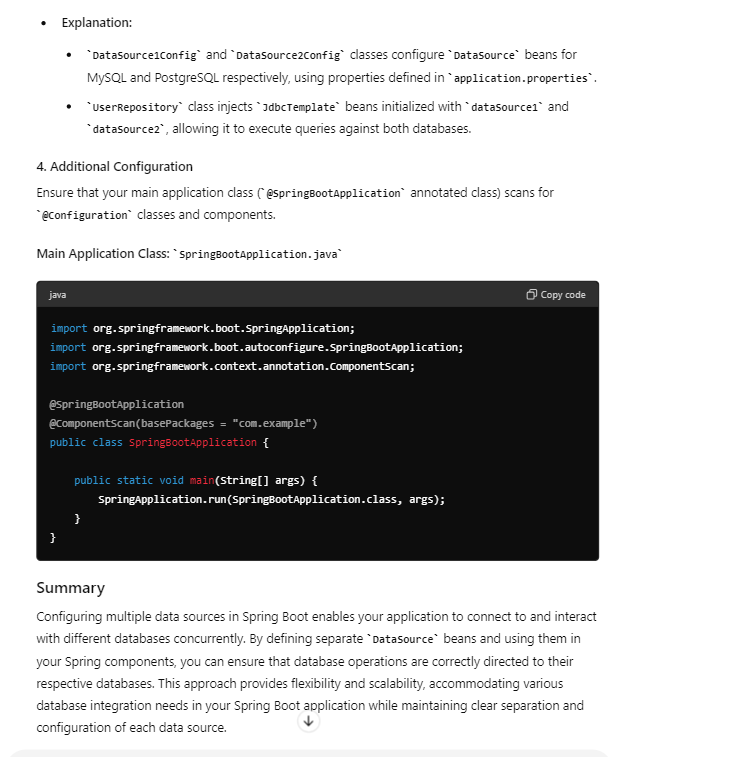 • Explanation:
• `DataSource1Config` and `DataSource2Config` classes configure `DataSource` beans for
MySQL and PostgreSQL respectively, using properties defined in `application.properties`.
• `UserRepository` class injects `JdbcTemplate` beans initialized with `dataSource1` and
`dataSource2`, allowing it to execute queries against both databases.
4. Additional Configuration
Ensure that your main application class (`@SpringBootApplication` annotated class) scans for
`@Configuration` classes and components.
Main Application Class: `SpringBootApplication.java`
java Copy code
import org.springframework.boot.SpringApplication;
import org.springframework.boot.autoconfigure.SpringBootApplication;
import org.springframework.context.annotation.ComponentScan;
@SpringBootApplication
@ComponentScan(basePackages = "com.example")
public class SpringBootApplication {
public static void main(String[] args) {
SpringApplication.run(SpringBootApplication.class, args);
}
}
Summary
Configuring multiple data sources in Spring Boot enables your application to connect to and interact
with different databases concurrently. By defining separate `DataSource` beans and using them in
your Spring components, you can ensure that database operations are correctly directed to their
respective databases. This approach provides flexibility and scalability, accommodating various
database integration needs in your Spring Boot application while maintaining clear separation and
configuration of each data source.